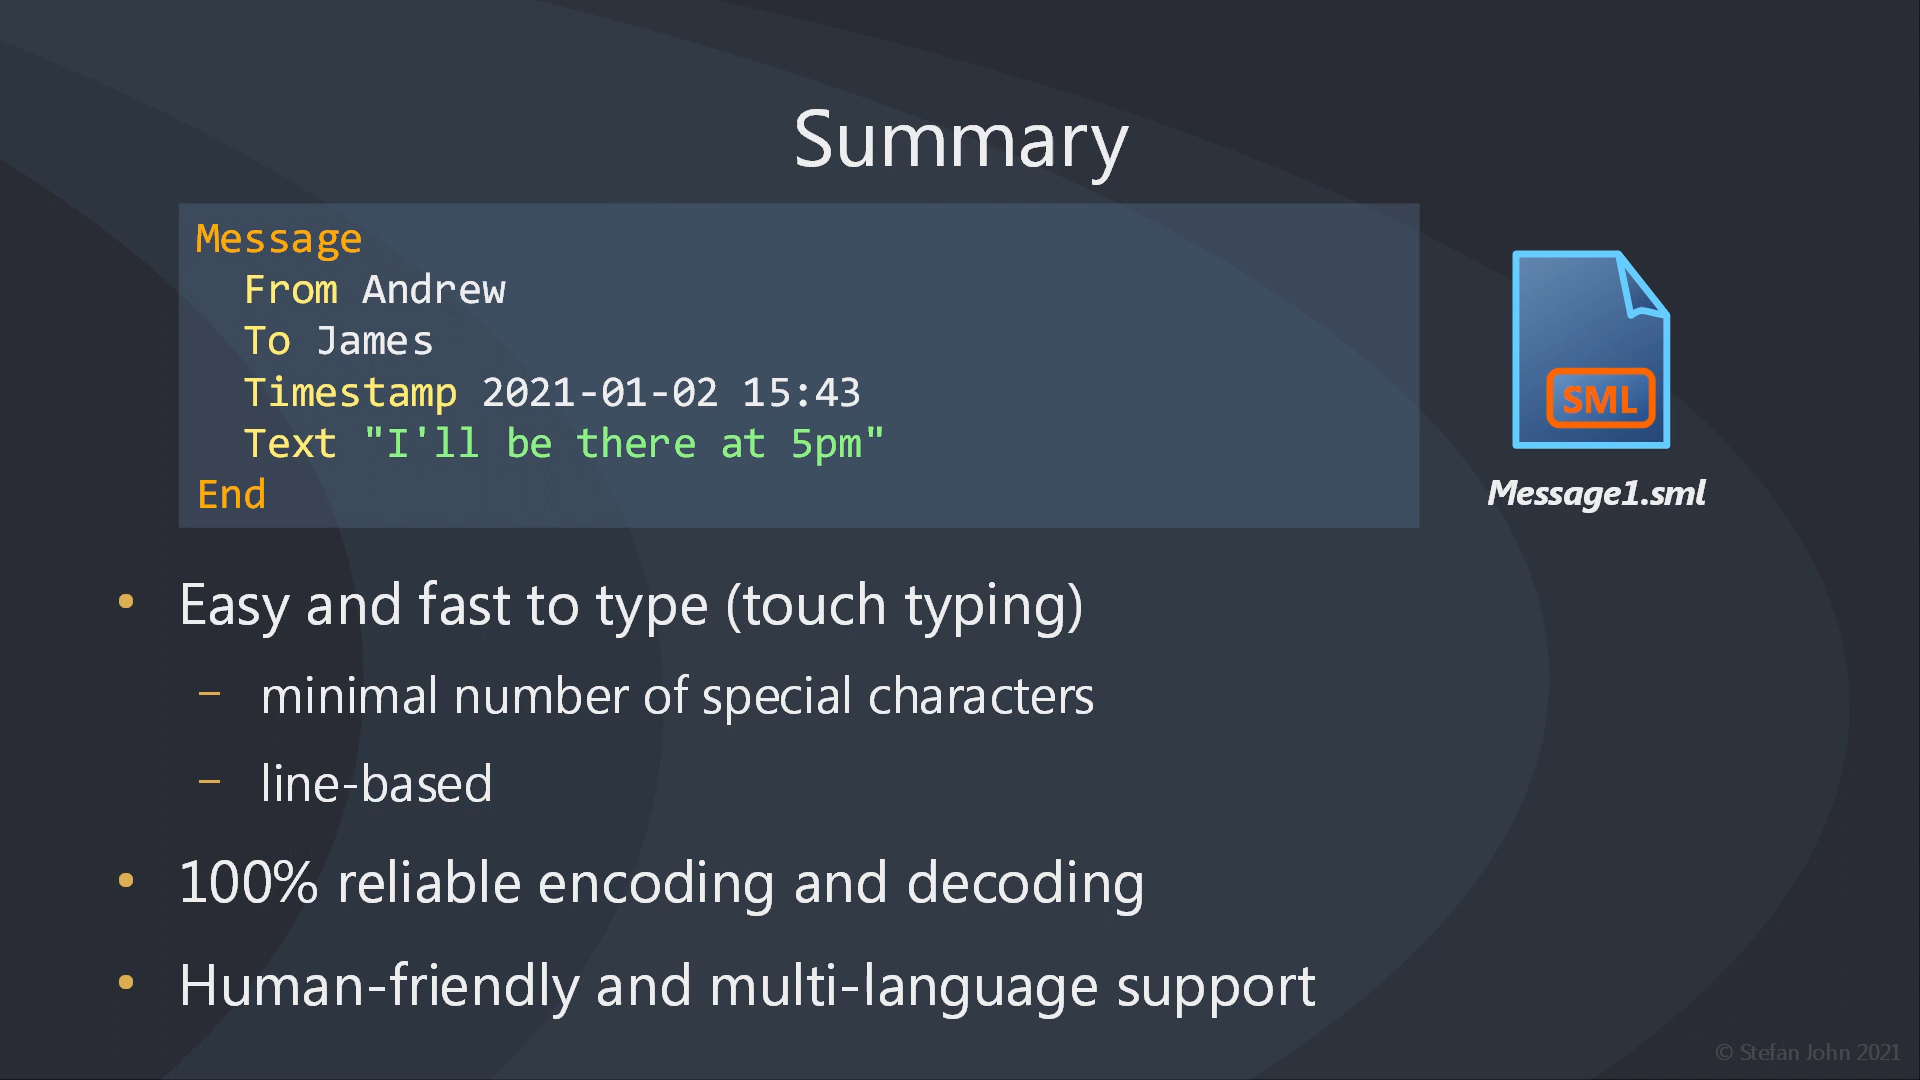 Summary
Message
From Andrew
To James
Timestamp 2021-01-02 15:43
Text "I'll be there at 5pm"
End
SML
Message1.sml
• Easy and fast to type (touch typing)
– minimal number of special characters
– line-based
• 100% reliable encoding and decoding
• Human-friendly and multi-language support
© Stefan John 2021